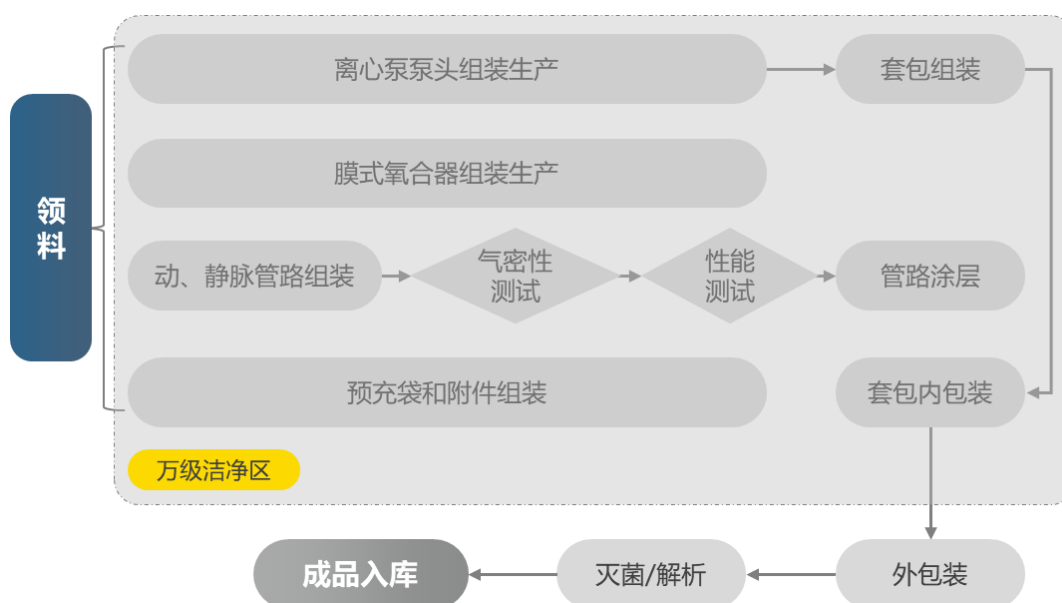 领
料
离心泵泵头组装生产
套包组装
膜式氧合器组装生产
动、静脉管路组装
气密性
测试
性能
测试
管路涂层
预充袋和附件组装
套包内包装
万级洁净区
成品入库
灭菌/解析
外包装